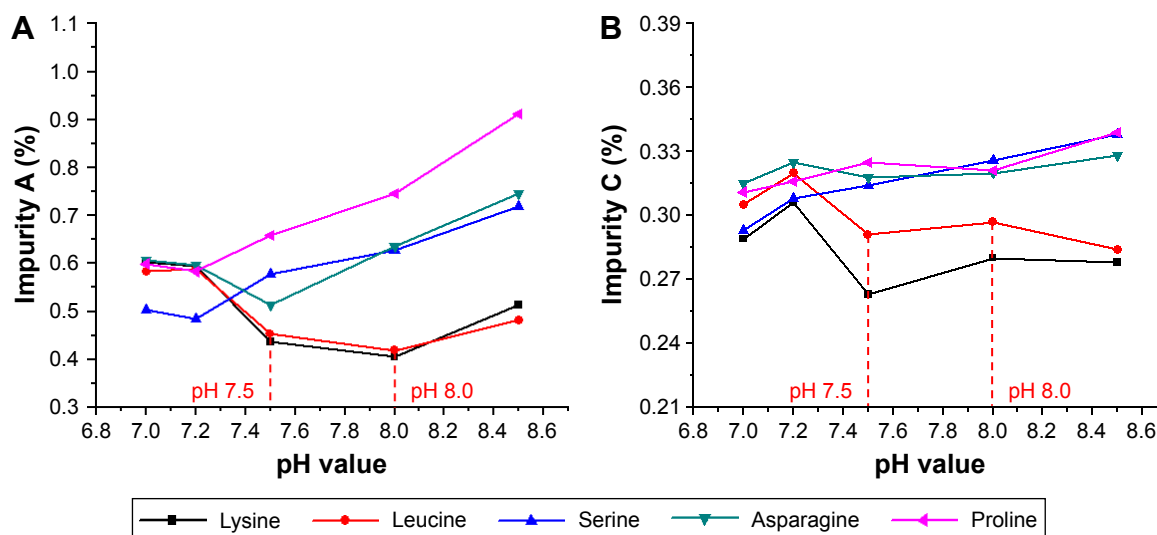 A
Impurity A (%)
1.1
1.0
0.9
0.8
0.7
0.6
0.5
0.4
0.3
pH 7.5
pH 8.0
6.8 7.0 7.2 7.4 7.6 7.8 8.0 8.2 8.4 8.6
pH value
B
Impurity C (%)
0.39
0.36
0.33
0.30
0.27
0.24
0.21
pH 7.5
pH 8.0
6.8 7.0 7.2 7.4 7.6 7.8 8.0 8.2 8.4 8.6
pH value
Lysine Leucine Serine Asparagine Proline